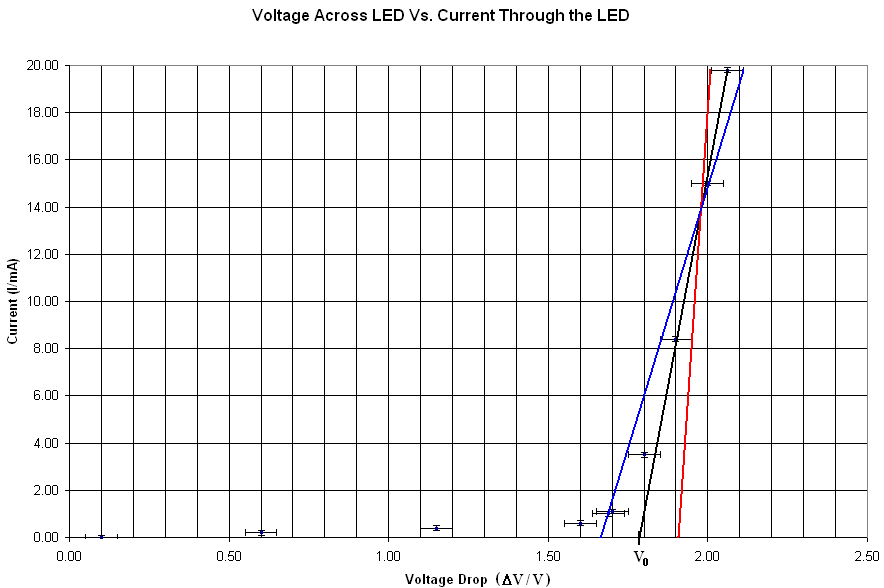 Voltage Across LED Vs. Current Through the LED
20.00
18.00
16.00
14.00
12.00
10.00
8.00
6.00
4.00
2.00
0.00
Current (I/mA)
0.00 0.50 1.00 1.50 V₀ 2.00 2.50
Voltage Drop (ΔV/V)